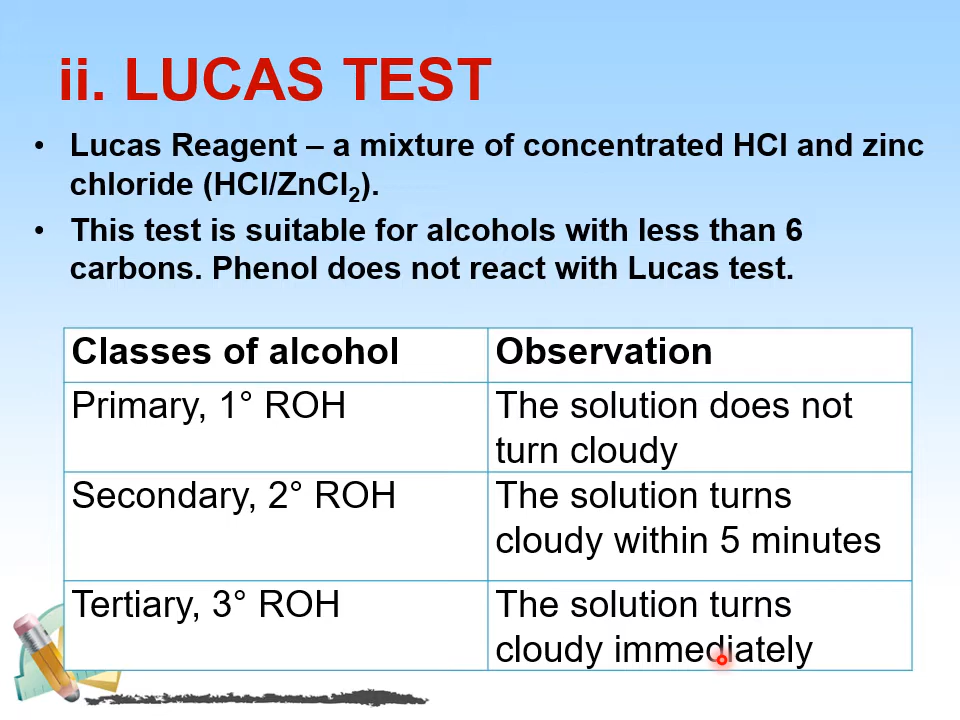 ii. LUCAS TEST
• Lucas Reagent – a mixture of concentrated HCl and zinc
chloride (HCl/ZnCl₂).
• This test is suitable for alcohols with less than 6
carbons. Phenol does not react with Lucas test.
Classes of alcohol Observation
Primary, 1° ROH The solution does not
turn cloudy
Secondary, 2° ROH The solution turns
cloudy within 5 minutes
Tertiary, 3° ROH The solution turns
cloudy immediately